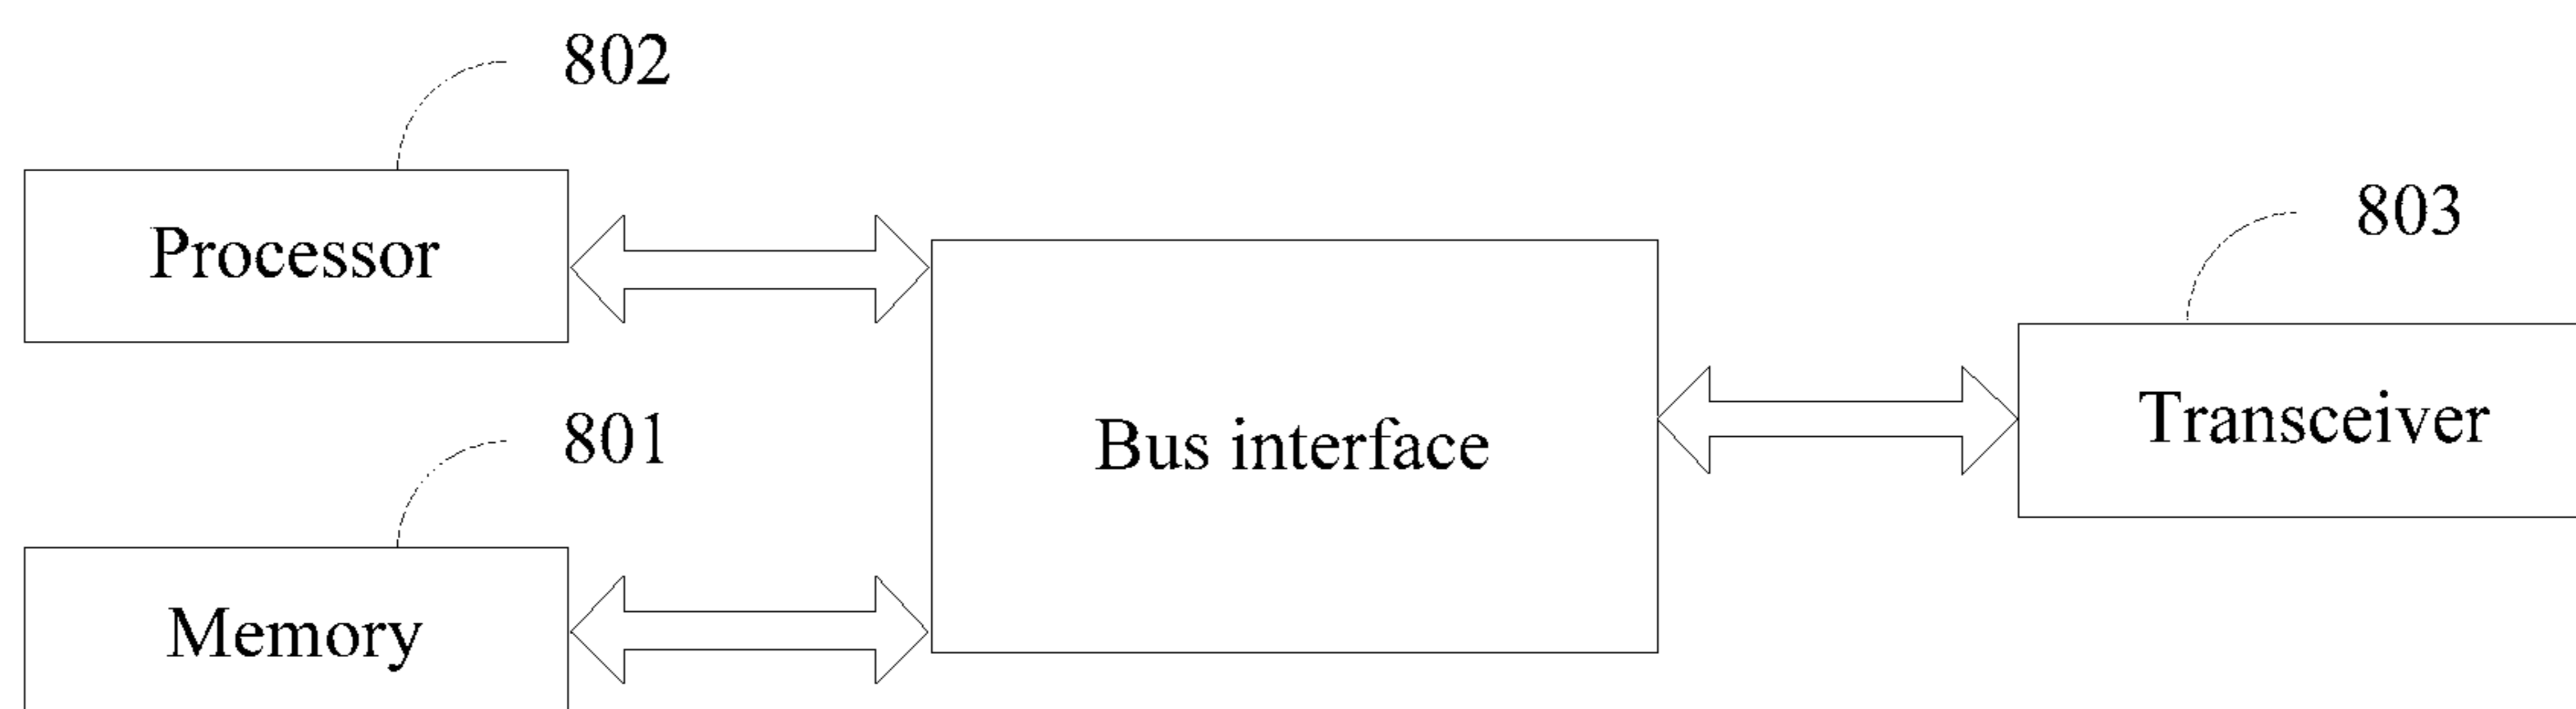 802
Processor
803
Transceiver
801
Bus interface
Memory